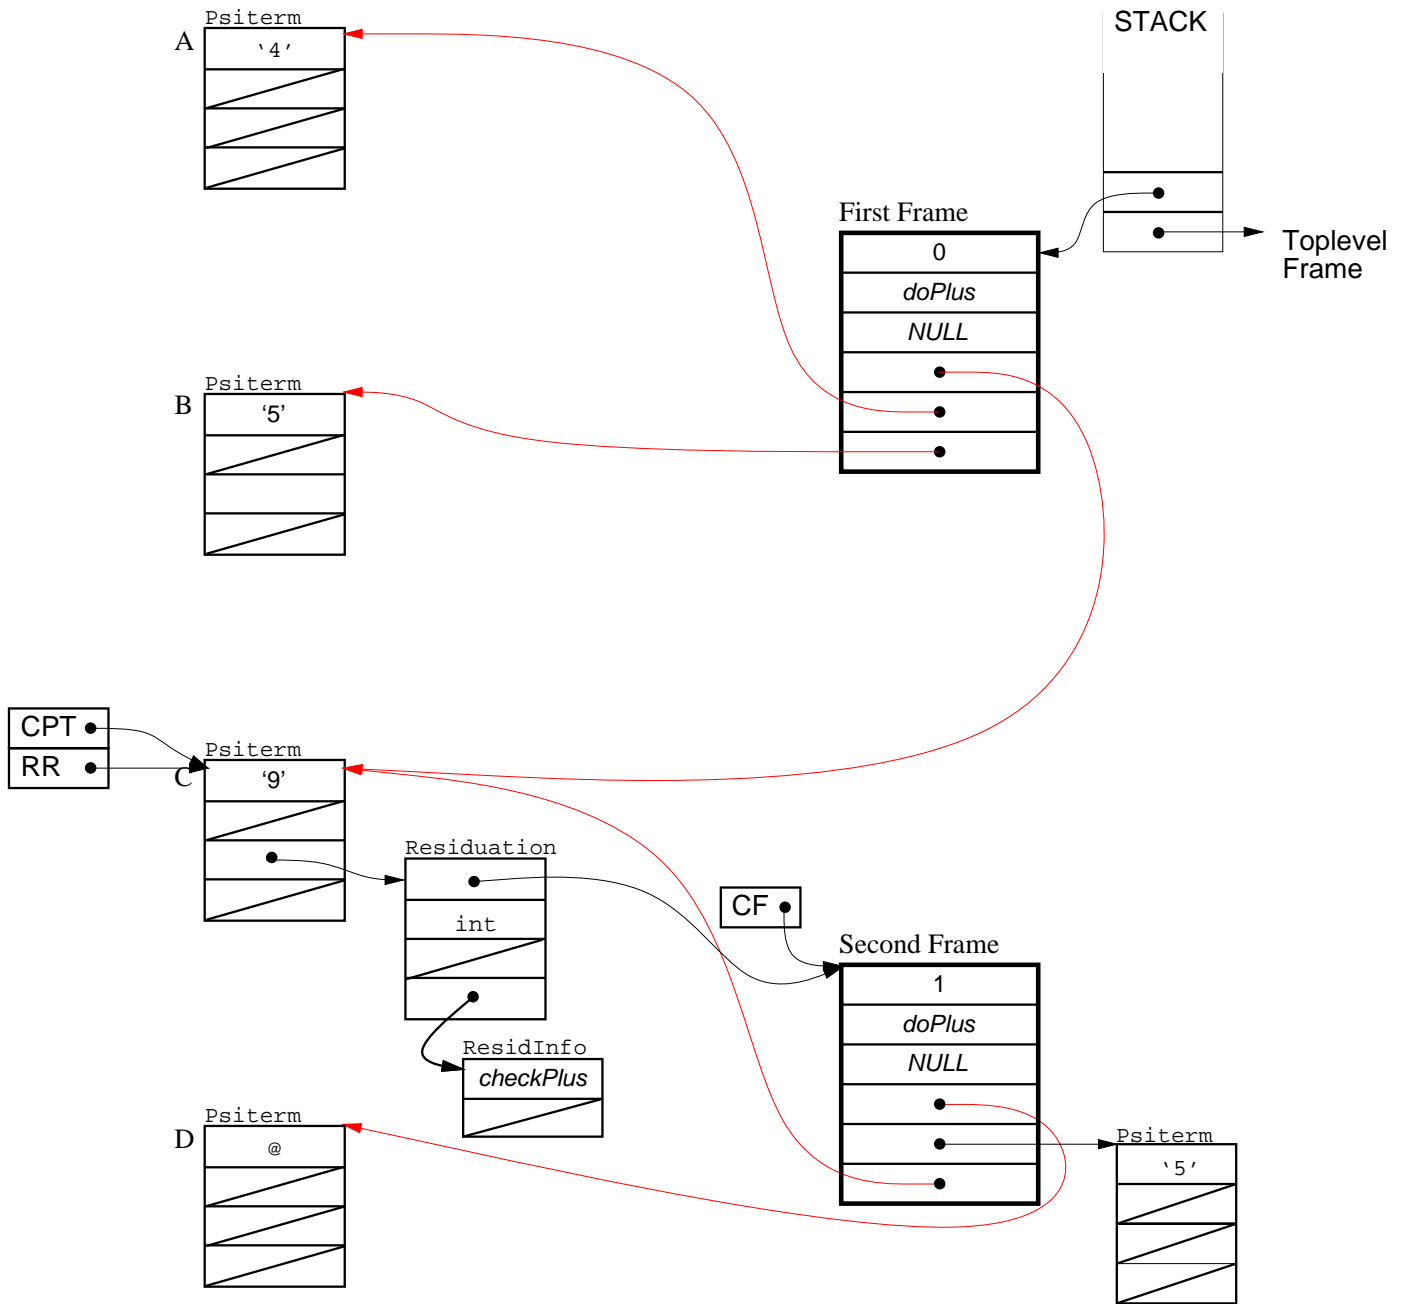 Psiterm
A
‵4′
STACK
First Frame
0
doPlus
NULL
Toplevel
Frame
Psiterm
B
‘5’
CPT
RR
Psiterm
C
‘9’
Residuation
int
CF
Second Frame
1
doPlus
NULL
ResidInfo
checkPlus
Psiterm
D
@
Psiterm
‵5′